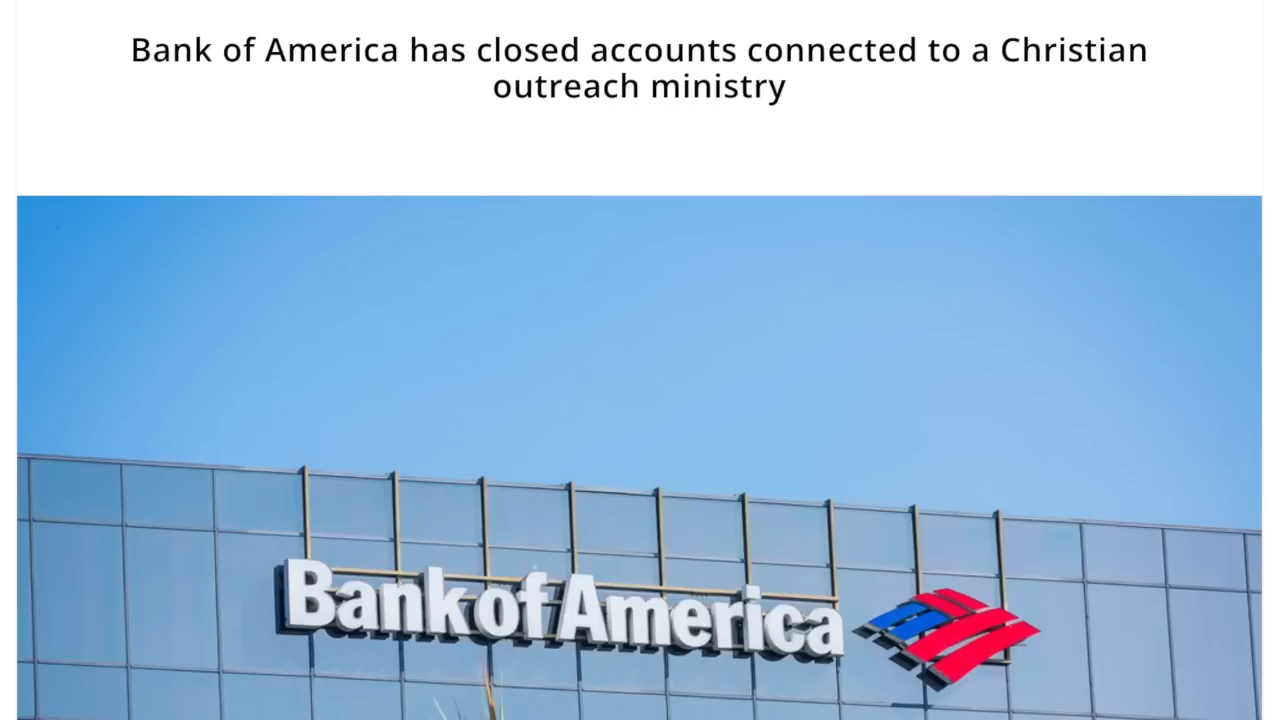 Bank of America has closed accounts connected to a Christian
outreach ministry
Bank of America